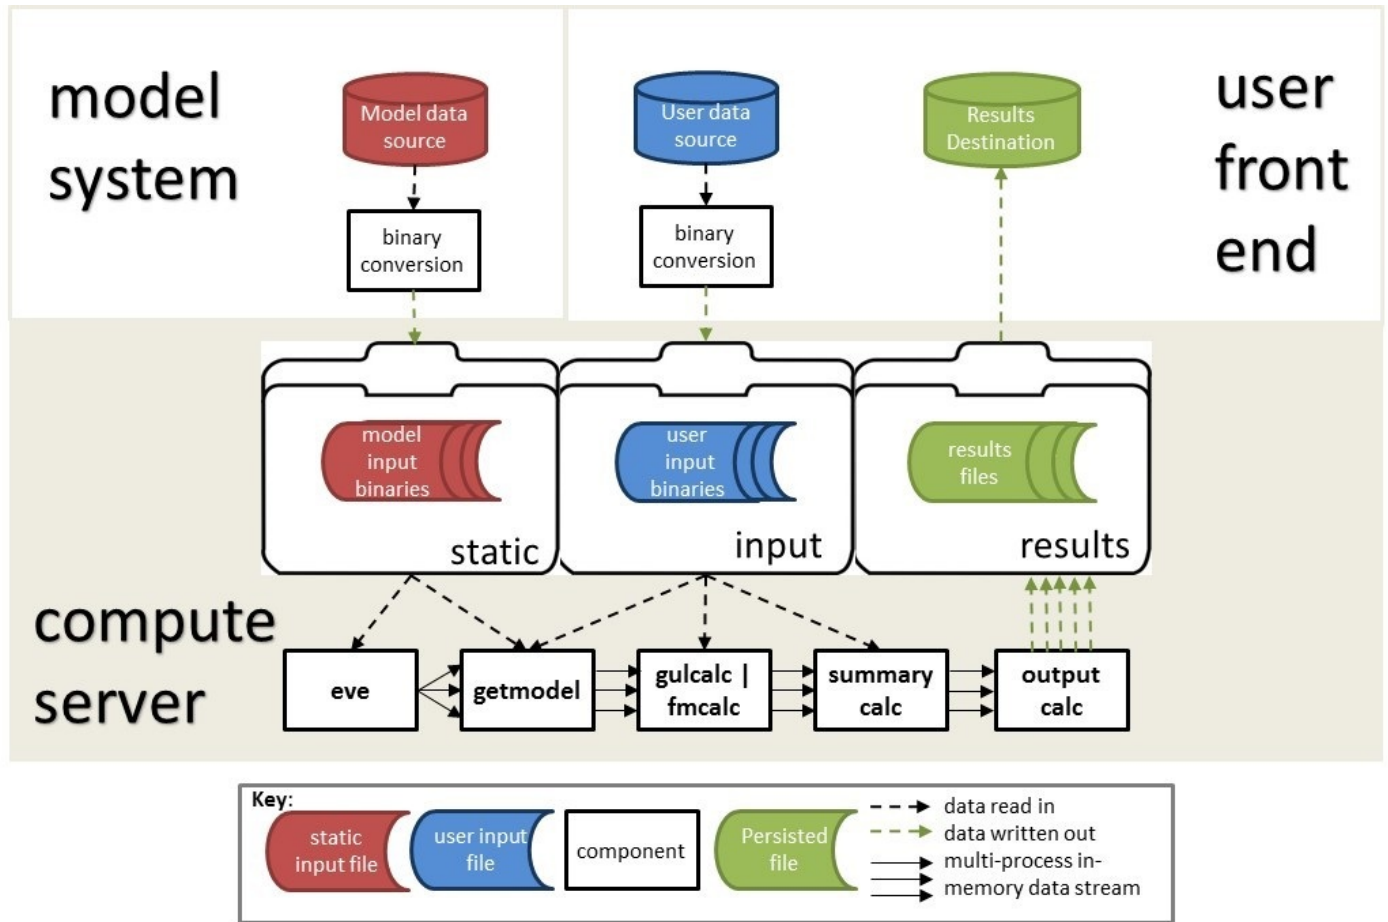 model
system
Model data
source
binary
conversion
User data
source
binary
conversion
Results
Destination
user
front
end
model
input
binaries
static
user
input
binaries
input
results
files
results
compute
server
eve
getmodel
gulcalc |
fmcalc
summary
calc
output
calc
Key:
static
input file
user input
file
component
Persisted
file
data read in
data written out
multi-process in-
memory data stream